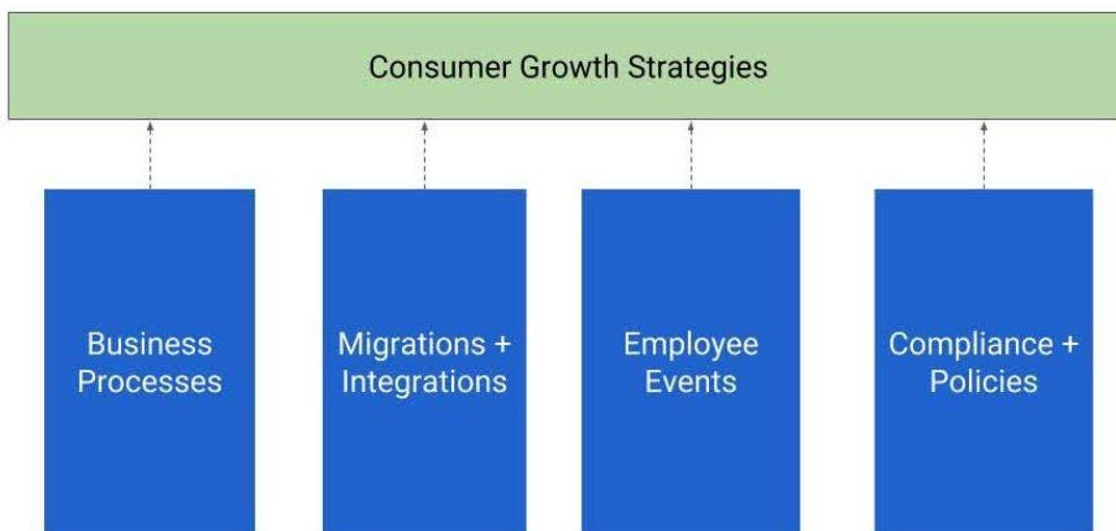 Consumer Growth Strategies
Business
Processes
Migrations +
Integrations
Employee
Events
Compliance +
Policies